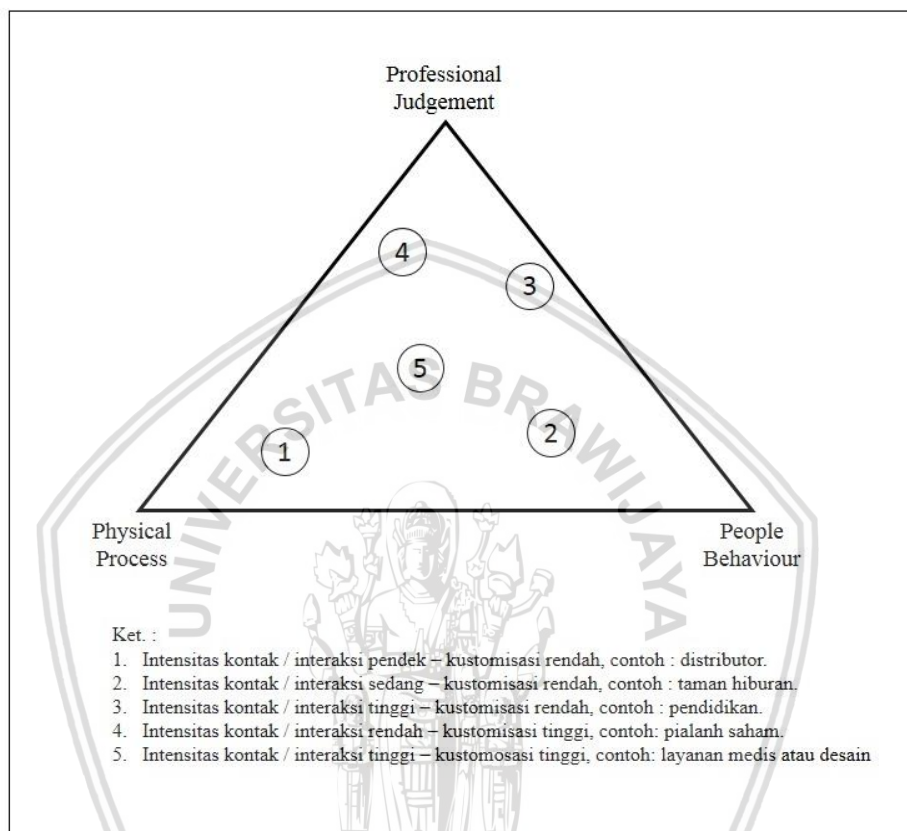 Professional
Judgement
4
3
5
2
1
Physical
Process
People
Behaviour
UNIVERSITAS BRAWIJAYA
Ket. :
1. Intensitas kontak / interaksi pendek – kustomisasi rendah, contoh : distributor.
2. Intensitas kontak / interaksi sedang – kustomisasi rendah, contoh : taman hiburan.
3. Intensitas kontak / interaksi tinggi – kustomisasi rendah, contoh : pendidikan.
4. Intensitas kontak / interaksi rendah – kustomisasi tinggi, contoh: pialanh saham.
5. Intensitas kontak / interaksi tinggi – kustomosasi tinggi, contoh: layanan medis atau desain